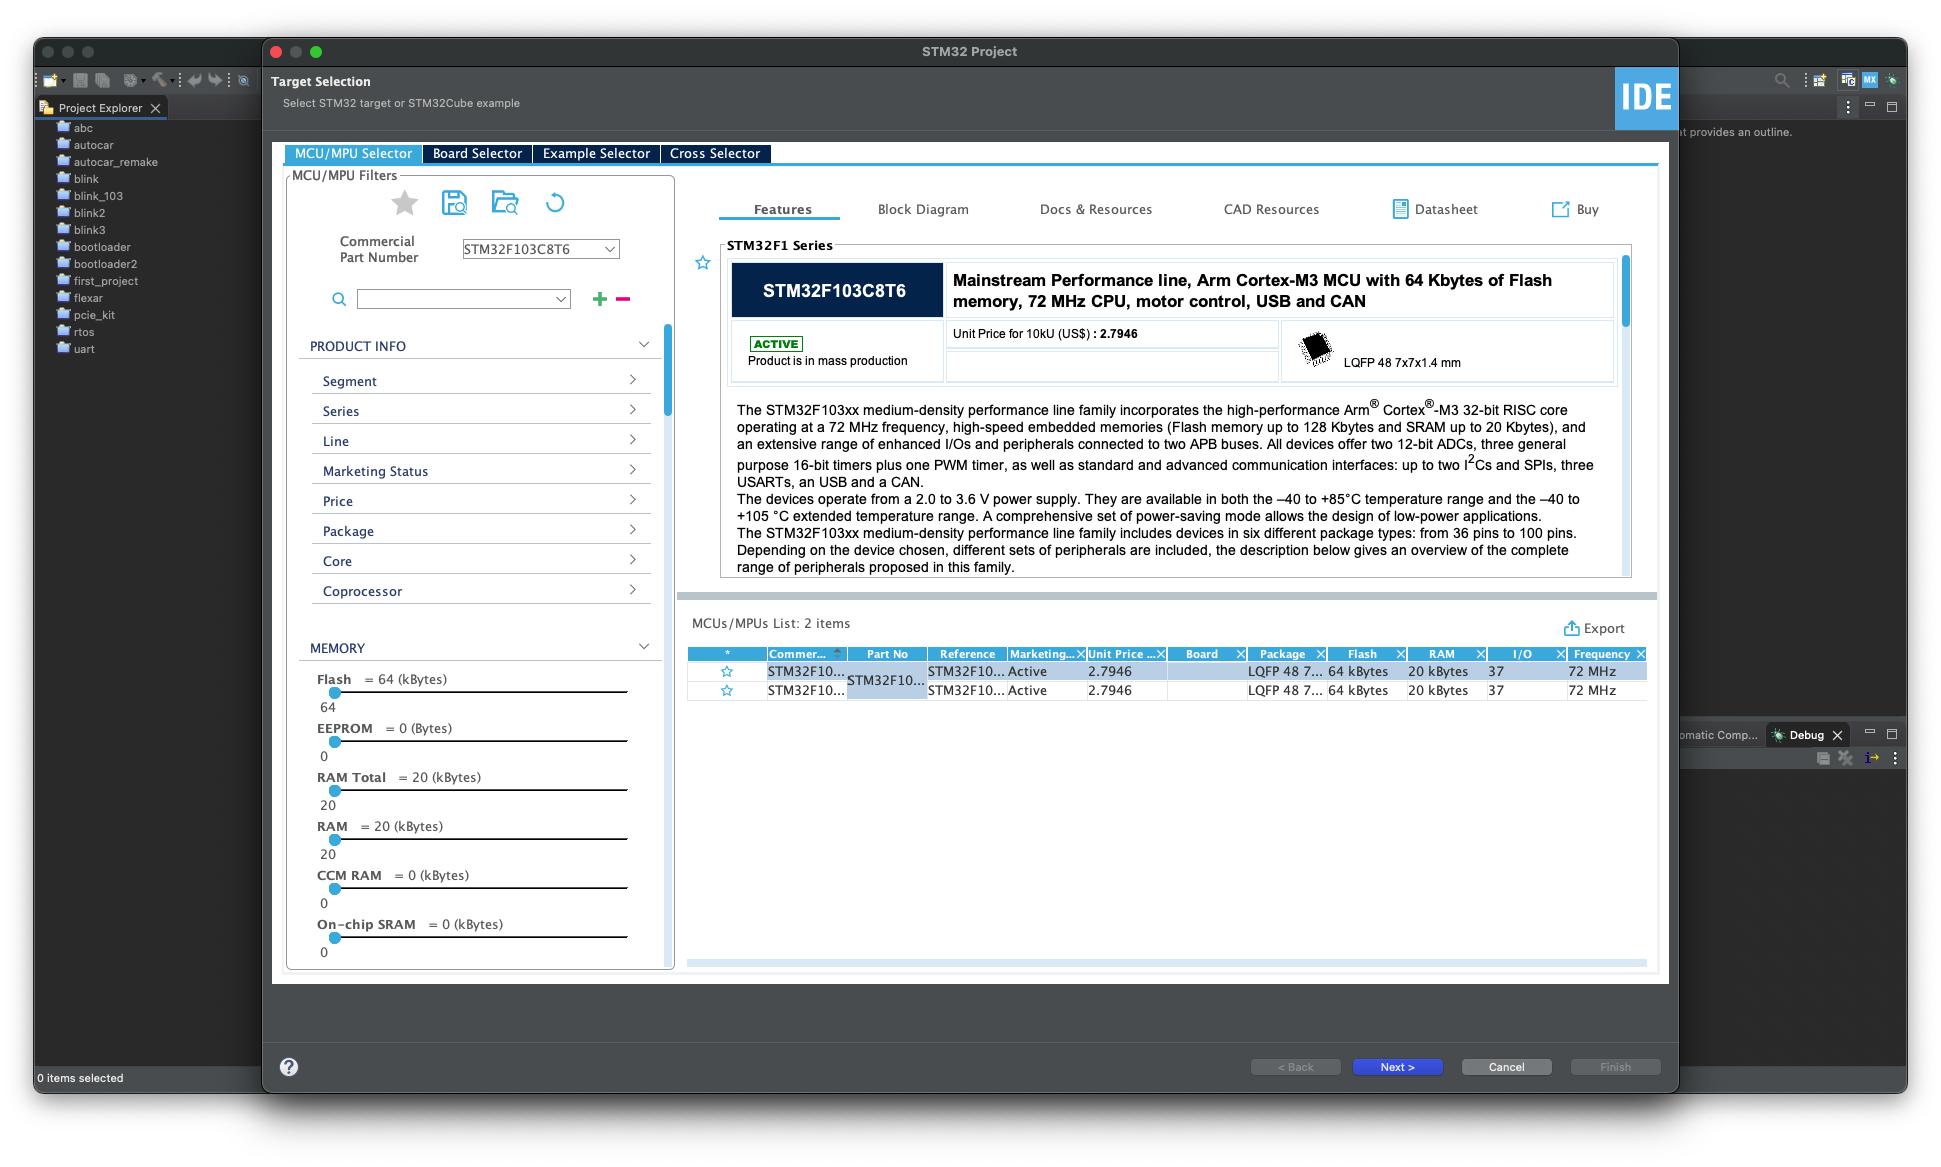 STM32 Project
Target Selection
Select STM32 target or STM32Cube example
IDE
Project Explorer
abc
autocar
autocar_remake
blink
blink_103
blink2
blink3
bootloader
bootloader2
first_project
flexar
pcie_kit
rtos
uart
0 items selected
MX
at provides an outline.
MCU/MPU Selector
Board Selector
Example Selector
Cross Selector
MCU/MPU Filters
Commercial
Part Number
STM32F103C8T6
PRODUCT INFO
Segment
Series
Line
Marketing Status
Price
Package
Core
Coprocessor
MEMORY
Flash = 64 (kBytes)
64
EEPROM = 0 (Bytes)
0
RAM Total = 20 (kBytes)
20
RAM = 20 (kBytes)
20
CCM RAM = 0 (kBytes)
0
On-chip SRAM = 0 (kBytes)
0
Features
Block Diagram
Docs & Resources
CAD Resources
Datasheet
Buy
STM32F1 Series
STM32F103C8T6
Mainstream Performance line, Arm Cortex-M3 MCU with 64 Kbytes of Flash
memory, 72 MHz CPU, motor control, USB and CAN
ACTIVE
Product is in mass production
Unit Price for 10kU (US$) : 2.7946
LQFP 48 7x7x1.4 mm
The STM32F103xx medium-density performance line family incorporates the high-performance Arm® Cortex®-M3 32-bit RISC core
operating at a 72 MHz frequency, high-speed embedded memories (Flash memory up to 128 Kbytes and SRAM up to 20 Kbytes), and
an extensive range of enhanced I/Os and peripherals connected to two APB buses. All devices offer two 12-bit ADCs, three general
purpose 16-bit timers plus one PWM timer, as well as standard and advanced communication interfaces: up to two I²Cs and SPIs, three
USARTs, an USB and a CAN.
The devices operate from a 2.0 to 3.6 V power supply. They are available in both the –40 to +85°C temperature range and the –40 to
+105 °C extended temperature range. A comprehensive set of power-saving mode allows the design of low-power applications.
The STM32F103xx medium-density performance line family includes devices in six different package types: from 36 pins to 100 pins.
Depending on the device chosen, different sets of peripherals are included, the description below gives an overview of the complete
range of peripherals proposed in this family.
MCUs/MPUs List: 2 items
Export
* Commer... Part No Reference Marketing... Unit Price ... Board Package Flash RAM I/O Frequency
STM32F10... STM32F10... STM32F10... Active 2.7946 LQFP 48 7... 64 kBytes 20 kBytes 37 72 MHz
STM32F10... STM32F10... Active 2.7946 LQFP 48 7... 64 kBytes 20 kBytes 37 72 MHz
omatic Comp...
Debug
< Back
Next >
Cancel
Finish